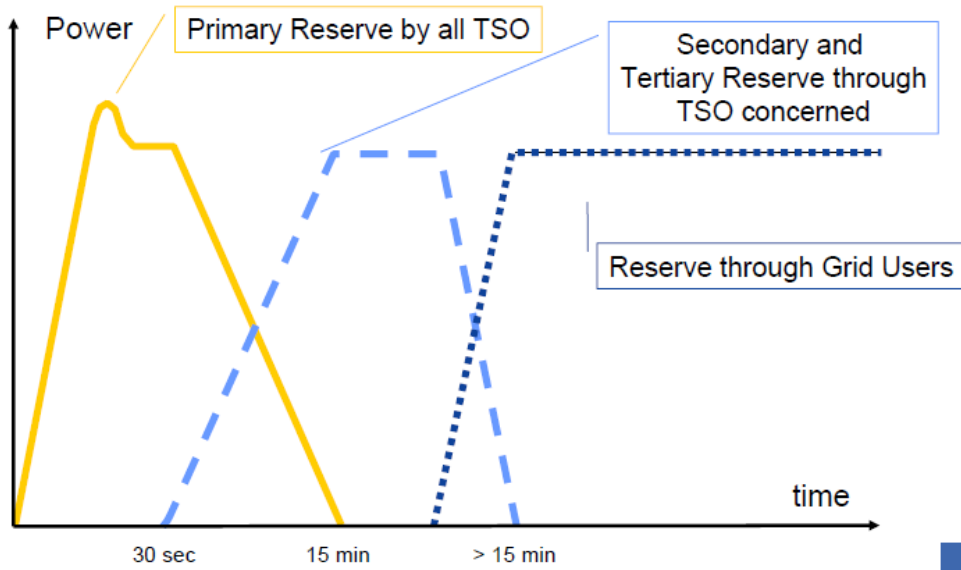 Power
Primary Reserve by all TSO
Secondary and
Tertiary Reserve through
TSO concerned
Reserve through Grid Users
time
30 sec
15 min
> 15 min